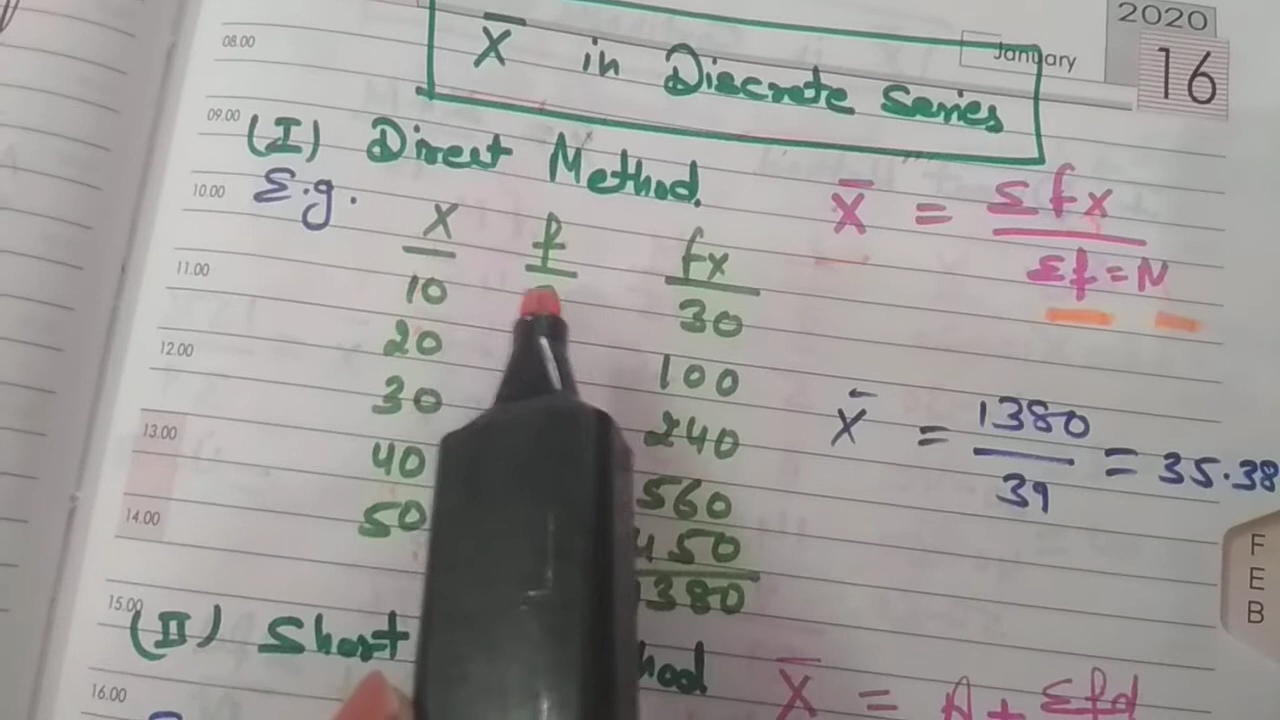 2020
January 16
08.00
X̄ in Discrete Series
09.00
(I) Direct Method.
10.00
E.g.
X f fx
X̄ = Σfx / Σf = N
11.00
10 30
20 100
12.00
30 240
X̄ = 1380 / 39 = 35.38
13.00
40 560
14.00
50 450
1380
15.00
(II) Short
16.00
X̄ = A + Σfd
F
E
B